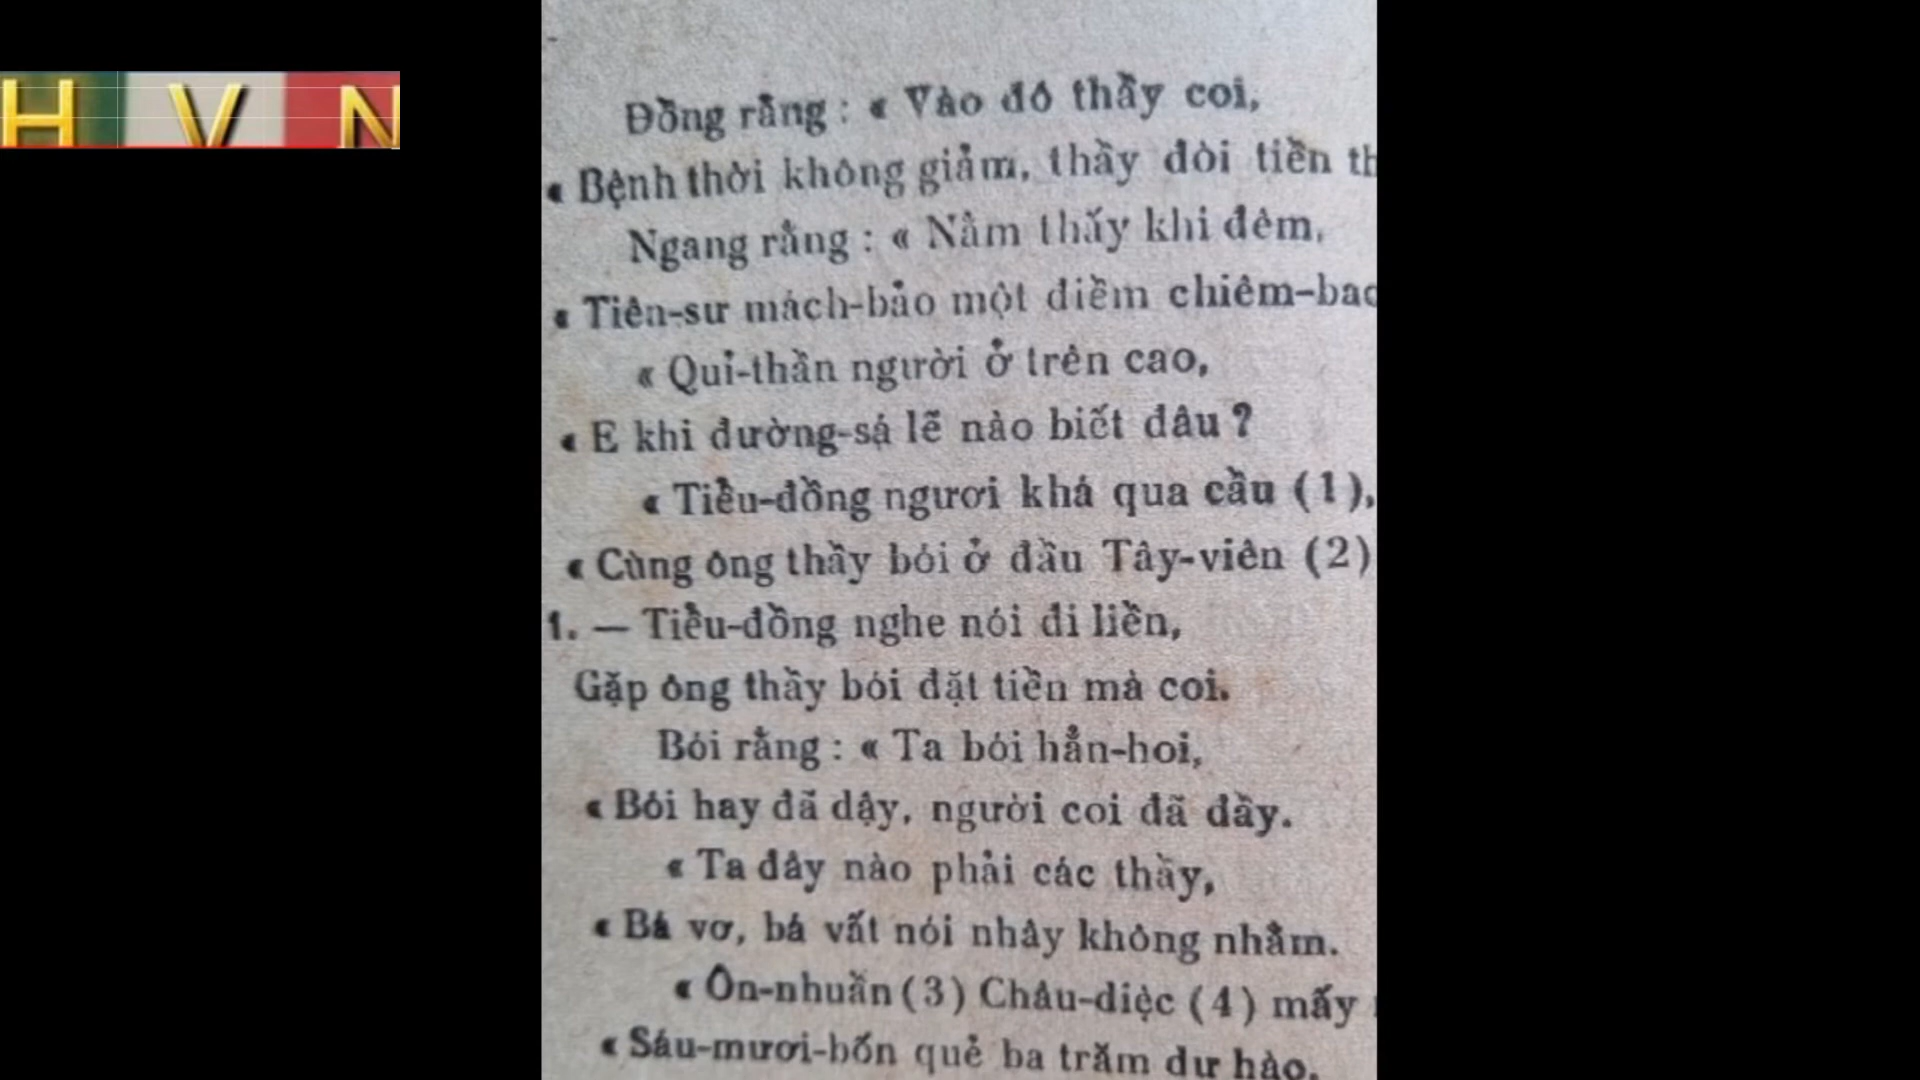 H V N
Đồng rằng : « Vào đó thầy coi,
« Bệnh thời không giảm, thầy đòi tiền
Ngang rằng : « Nằm thấy khi đêm,
« Tiên-sư mách-bảo một điềm chiêm-bao
« Quỉ-thần người ở trên cao,
« E khi đường-sá lẽ nào biết đâu ?
« Tiểu-đồng ngươi khá qua cầu (1),
« Cùng ông thầy bói ở đầu Tây-viên (2)
1. — Tiểu-đồng nghe nói đi liền,
Gặp ông thầy bói đặt tiền mà coi.
Bói rằng : « Ta bói hẳn-hoi,
« Bói hay đã dậy, người coi đã đầy.
« Ta đây nào phải các thầy,
« Bá vơ, bá vất nói nhây không nhằm.
« Ôn-nhuần (3) Châu-diệc (4) mấy
« Sáu-mươi-bốn quẻ ba trăm dư hào.